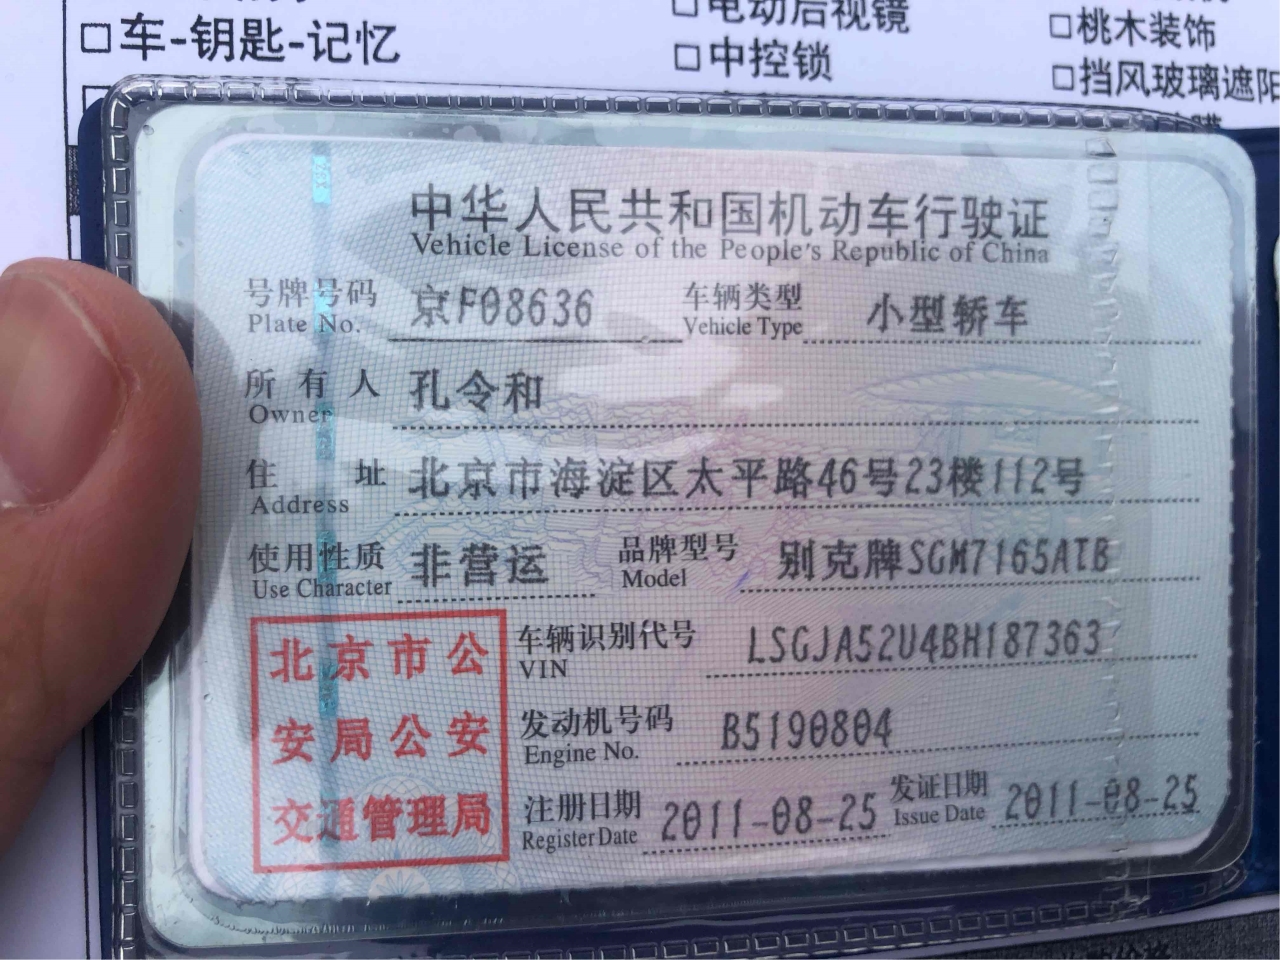 □车-钥匙-记忆
□电动后视镜
□中控锁
□桃木装饰
□挡风玻璃遮阳
中华人民共和国机动车行驶证
Vehicle License of the People's Republic of China
号牌号码 京F08636 车辆类型 小型轿车
Plate No. Vehicle Type
所有人 孔令和
Owner
住址 北京市海淀区太平路46号23楼112号
Address
使用性质 非营运 品牌型号 别克牌SGM7165ATB
Use Character Model
北京市公
安局公安
交通管理局
车辆识别代号 LSGJA52U4BH187363
VIN
发动机号码 B5190804
Engine No.
注册日期 2011-08-25 发证日期 2011-08-25
Register Date Issue Date